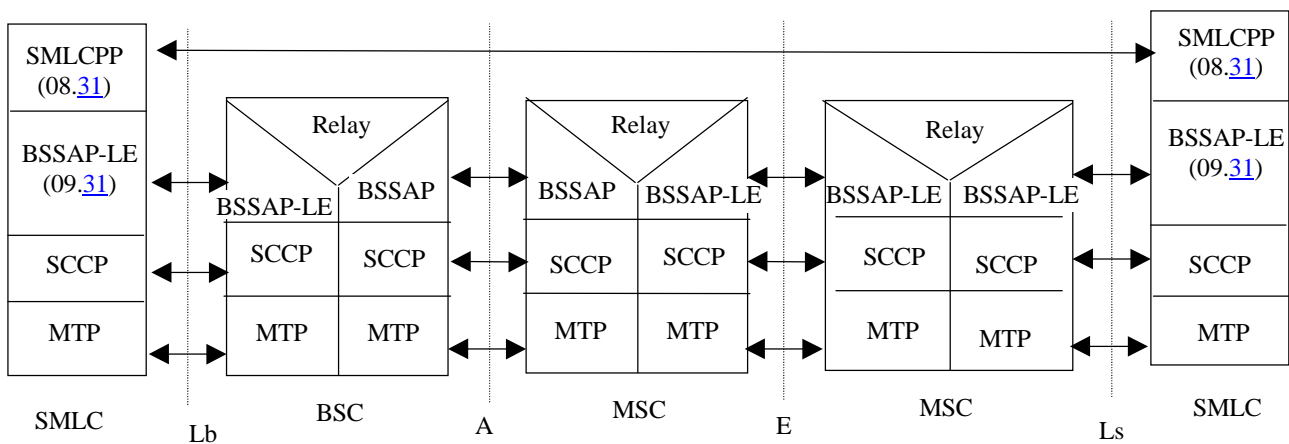 SMLCPP
(08.31)
BSSAP-LE
(09.31)
SCCP
MTP
SMLC
Lb
Relay
BSSAP-LE
BSSAP
SCCP
SCCP
MTP
MTP
BSC
A
Relay
BSSAP
BSSAP-LE
SCCP
SCCP
MTP
MTP
MSC
E
Relay
BSSAP-LE
BSSAP-LE
SCCP
SCCP
MTP
MTP
MSC
Ls
SMLCPP
(08.31)
BSSAP-LE
(09.31)
SCCP
MTP
SMLC